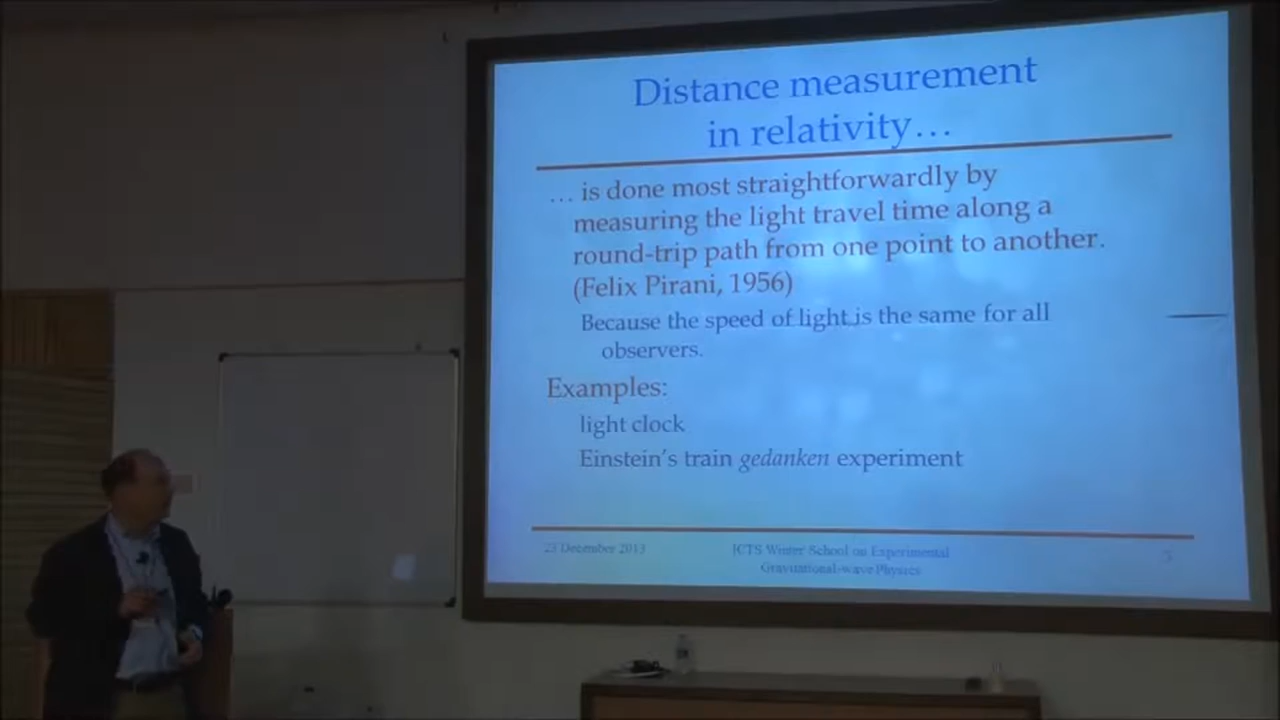 Distance measurement
in relativity…
… is done most straightforwardly by
measuring the light travel time along a
round-trip path from one point to another.
(Felix Pirani, 1956)
Because the speed of light is the same for all
observers.
Examples:
light clock
Einstein's train gedanken experiment
23 December 2013
ICTS Winter School on Experimental
Gravitational-wave Physics